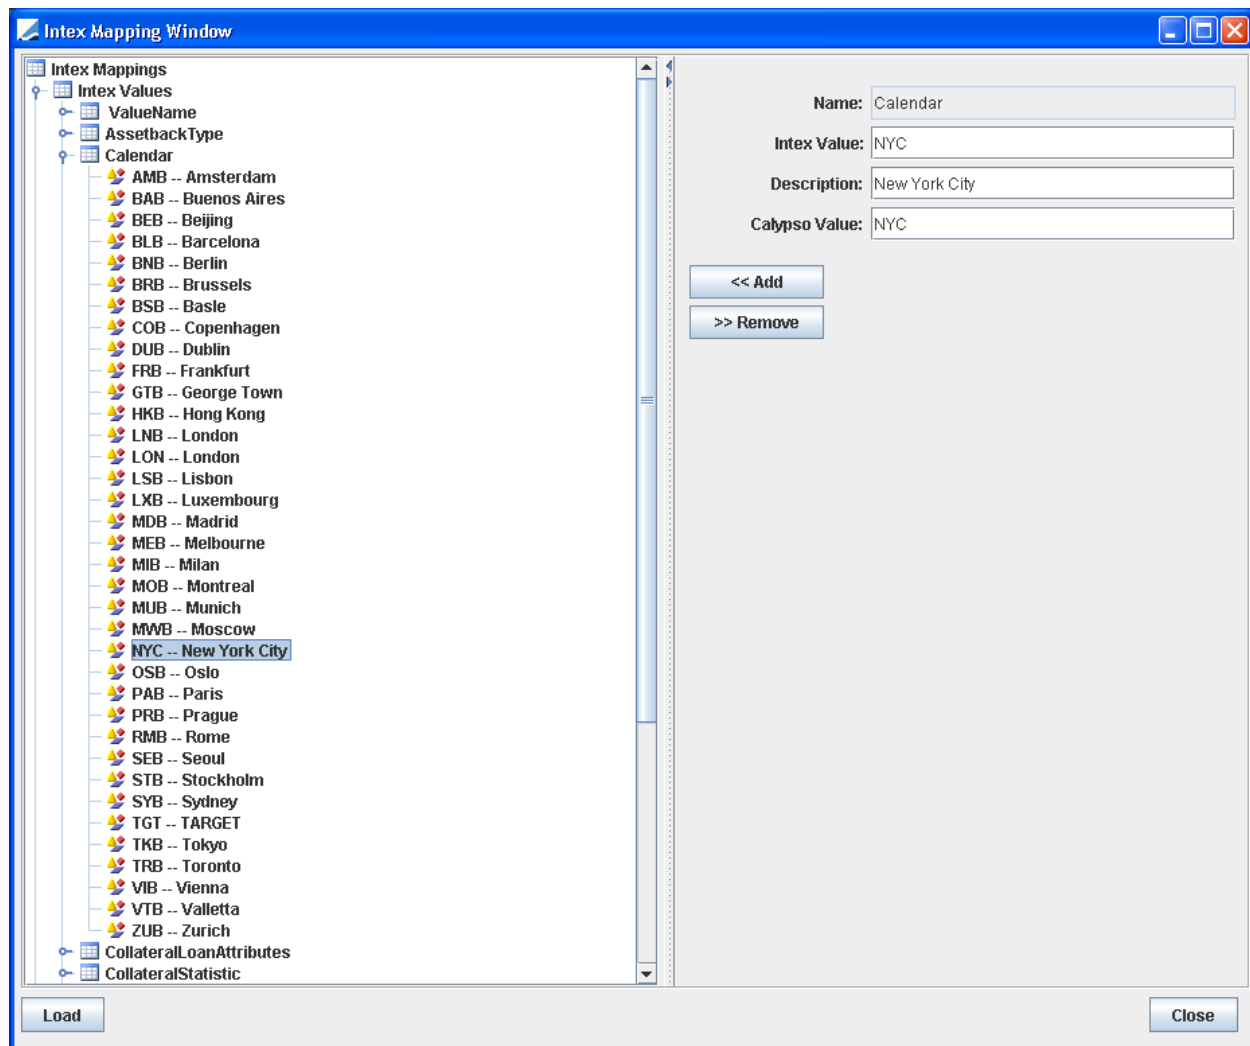 Intex Mapping Window
Intex Mappings
Intex Values
ValueName
AssetbackType
Calendar
AMB -- Amsterdam
BAB -- Buenos Aires
BEB -- Beijing
BLB -- Barcelona
BNB -- Berlin
BRB -- Brussels
BSB -- Basle
COB -- Copenhagen
DUB -- Dublin
FRB -- Frankfurt
GTB -- George Town
HKB -- Hong Kong
LNB -- London
LON -- London
LSB -- Lisbon
LXB -- Luxembourg
MDB -- Madrid
MEB -- Melbourne
MIB -- Milan
MOB -- Montreal
MUB -- Munich
MWB -- Moscow
NYC -- New York City
OSB -- Oslo
PAB -- Paris
PRB -- Prague
RMB -- Rome
SEB -- Seoul
STB -- Stockholm
SYB -- Sydney
TGT -- TARGET
TKB -- Tokyo
TRB -- Toronto
VIB -- Vienna
VTB -- Valletta
ZUB -- Zurich
CollateralLoanAttributes
CollateralStatistic
Name: Calendar
Intex Value: NYC
Description: New York City
Calypso Value: NYC
<< Add
>> Remove
Load
Close